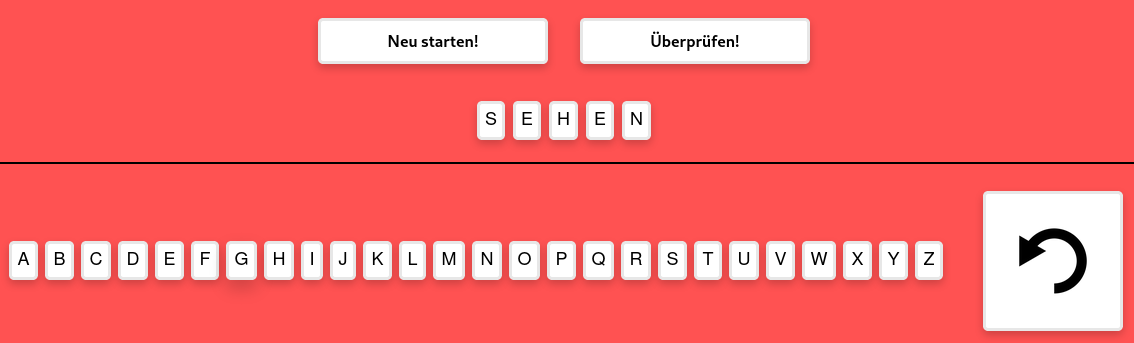 Neu starten! Überprüfen!
S E H E N
A B C D E F G H I J K L M N O P Q R S T U V W X Y Z